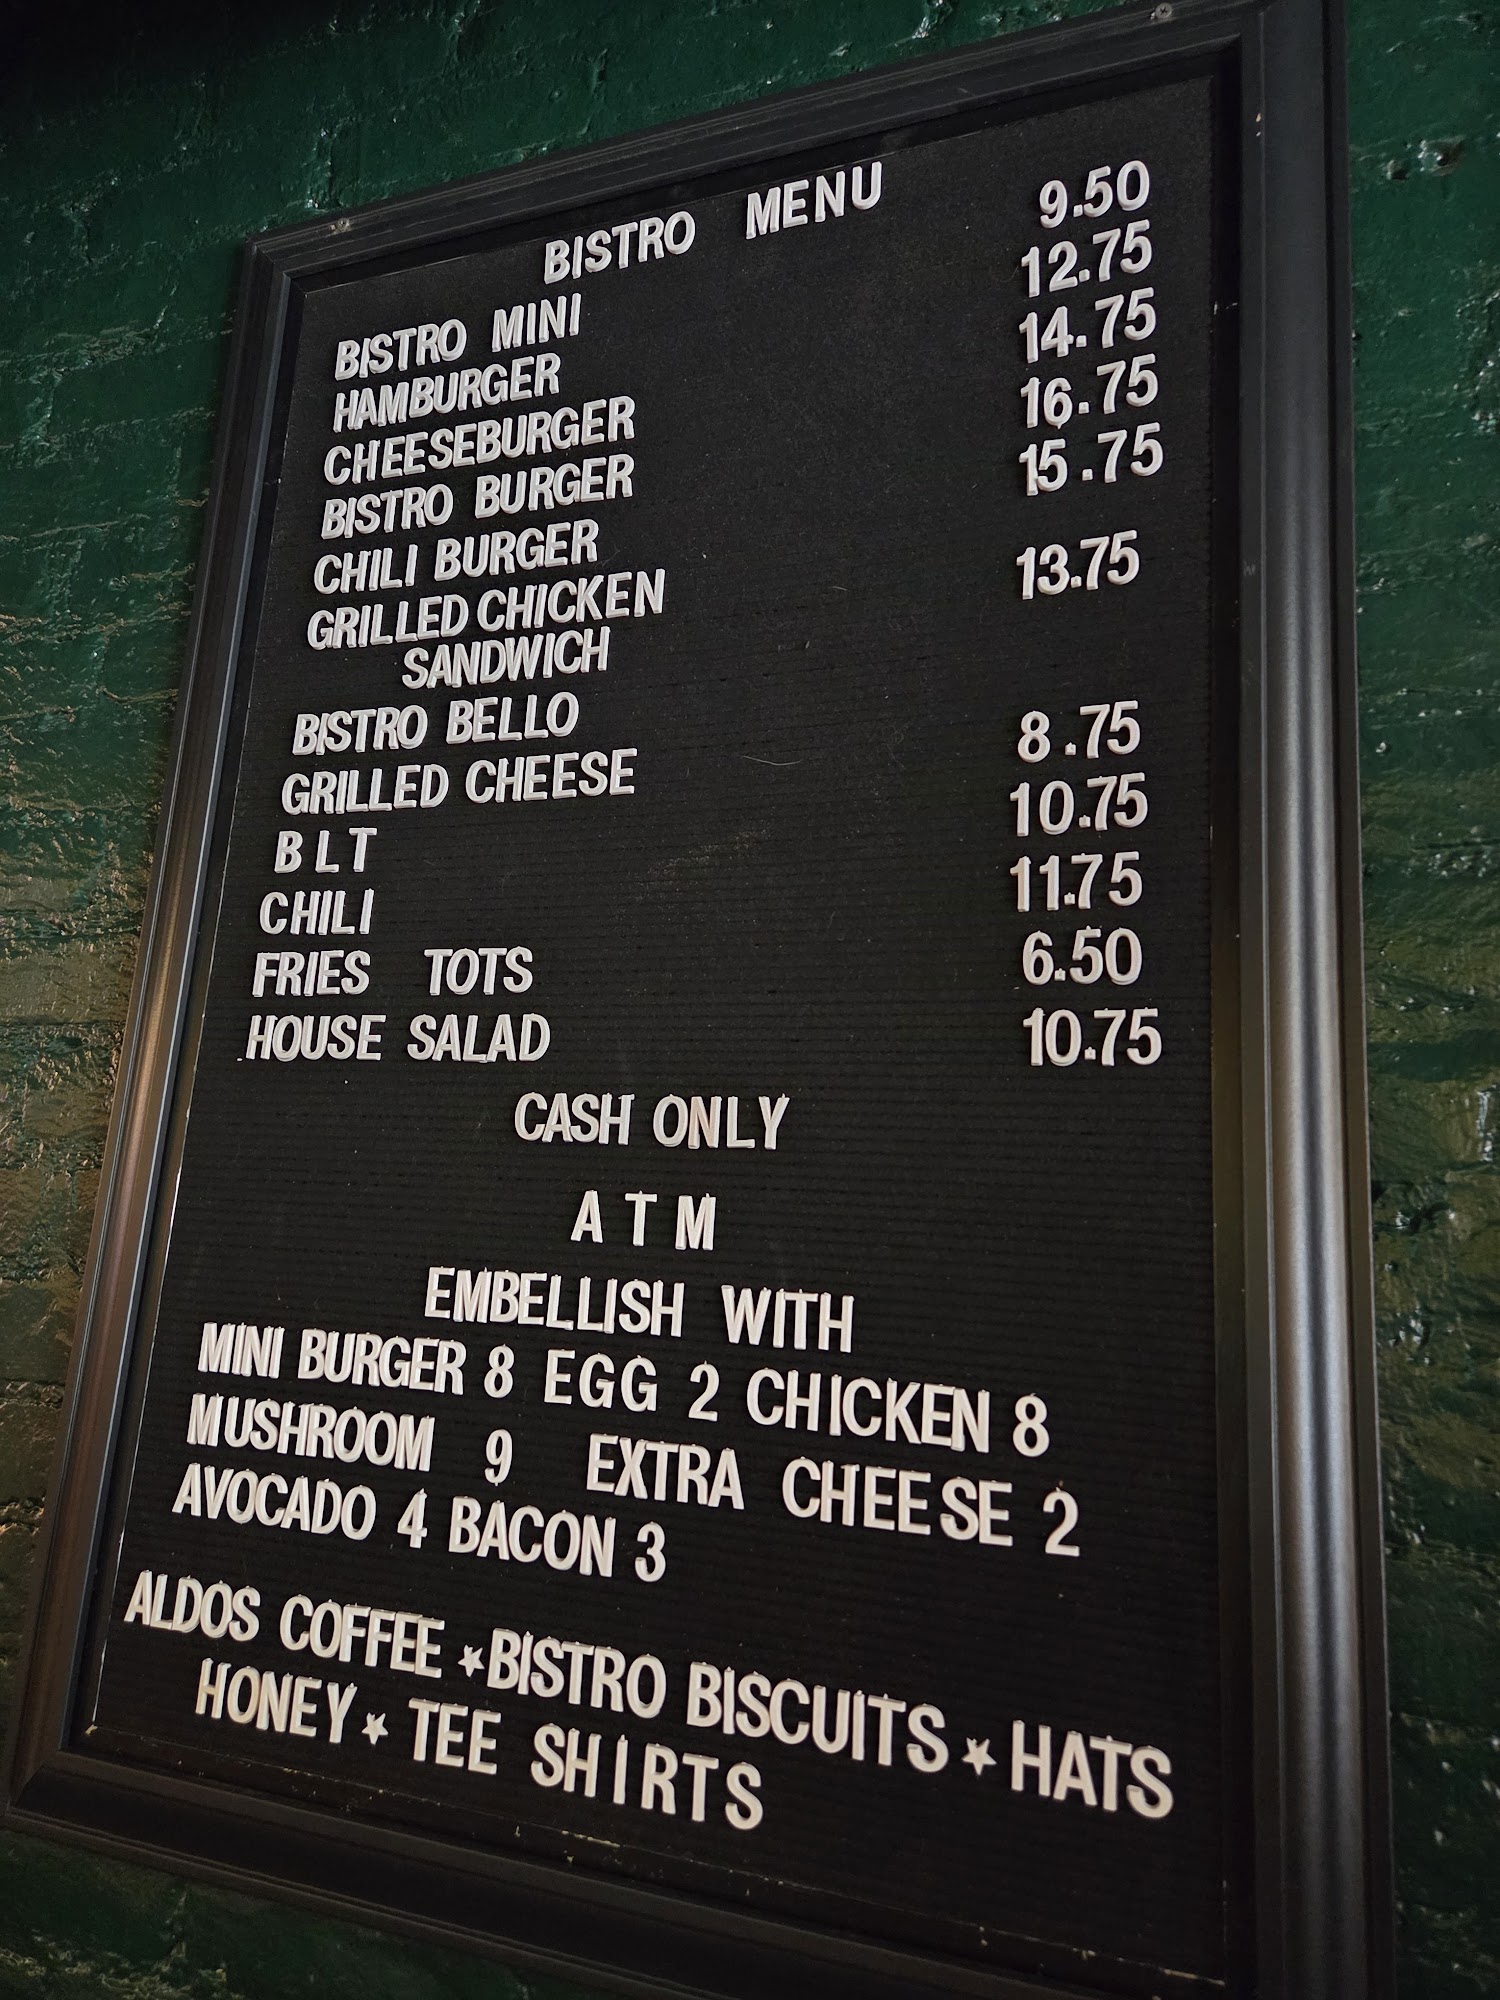 BISTRO MENU
BISTRO MINI 9.50
HAMBURGER 12.75
CHEESEBURGER 14.75
BISTRO BURGER 16.75
CHILI BURGER 15.75
GRILLED CHICKEN 13.75
SANDWICH
BISTRO BELLO
GRILLED CHEESE 8.75
B L T 10.75
CHILI 11.75
FRIES TOTS 6.50
HOUSE SALAD 10.75
CASH ONLY
A T M
EMBELLISH WITH
MINI BURGER 8 EGG 2 CHICKEN 8
MUSHROOM 9 EXTRA CHEESE 2
AVOCADO 4 BACON 3
ALDOS COFFEE ★ BISTRO BISCUITS ★ HATS
HONEY ★ TEE SHIRTS